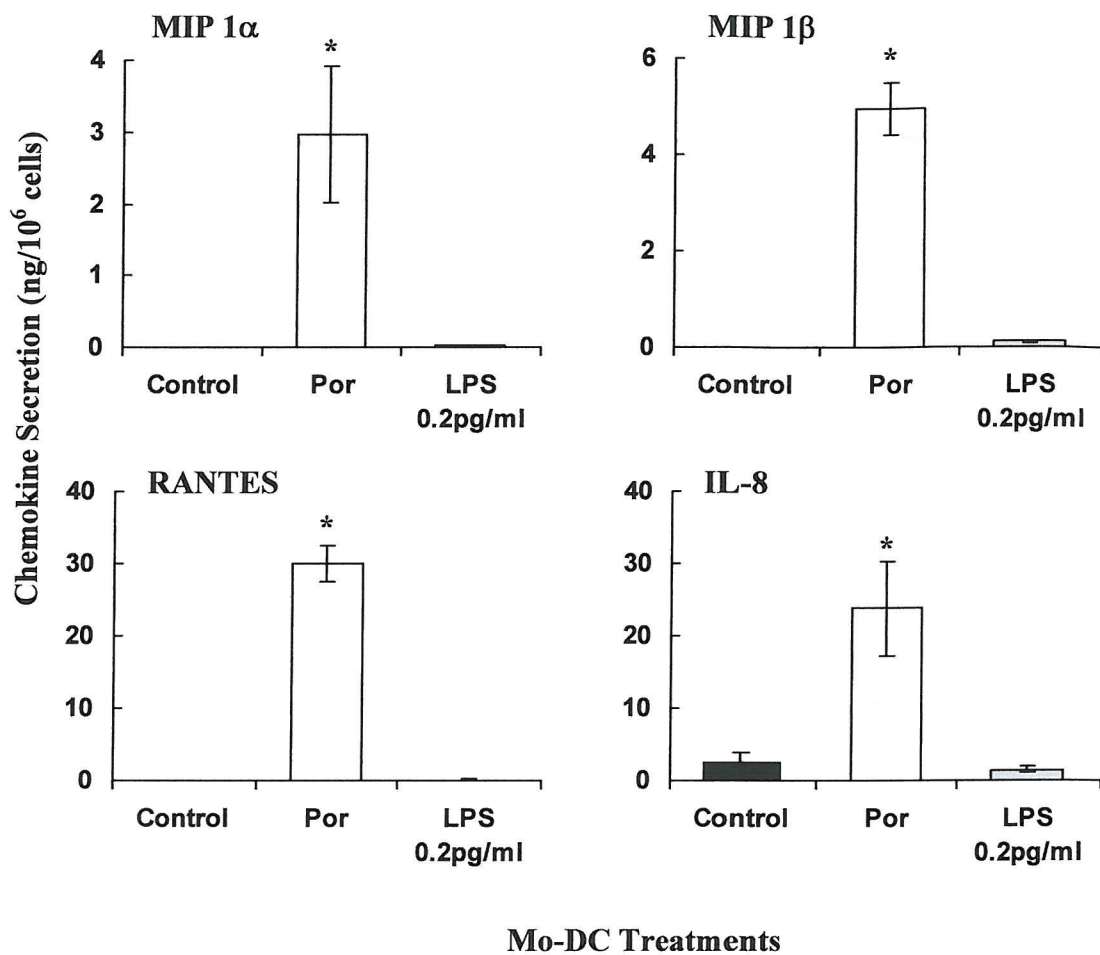 MIP 1α
*
4
3
2
1
0
Control Por LPS
0.2pg/ml
MIP 1β
*
6
4
2
0
Control Por LPS
0.2pg/ml
Chemokine Secretion (ng/10⁶ cells)
RANTES
*
40
30
20
10
0
Control Por LPS
0.2pg/ml
IL-8
*
40
30
20
10
0
Control Por LPS
0.2pg/ml
Mo-DC Treatments